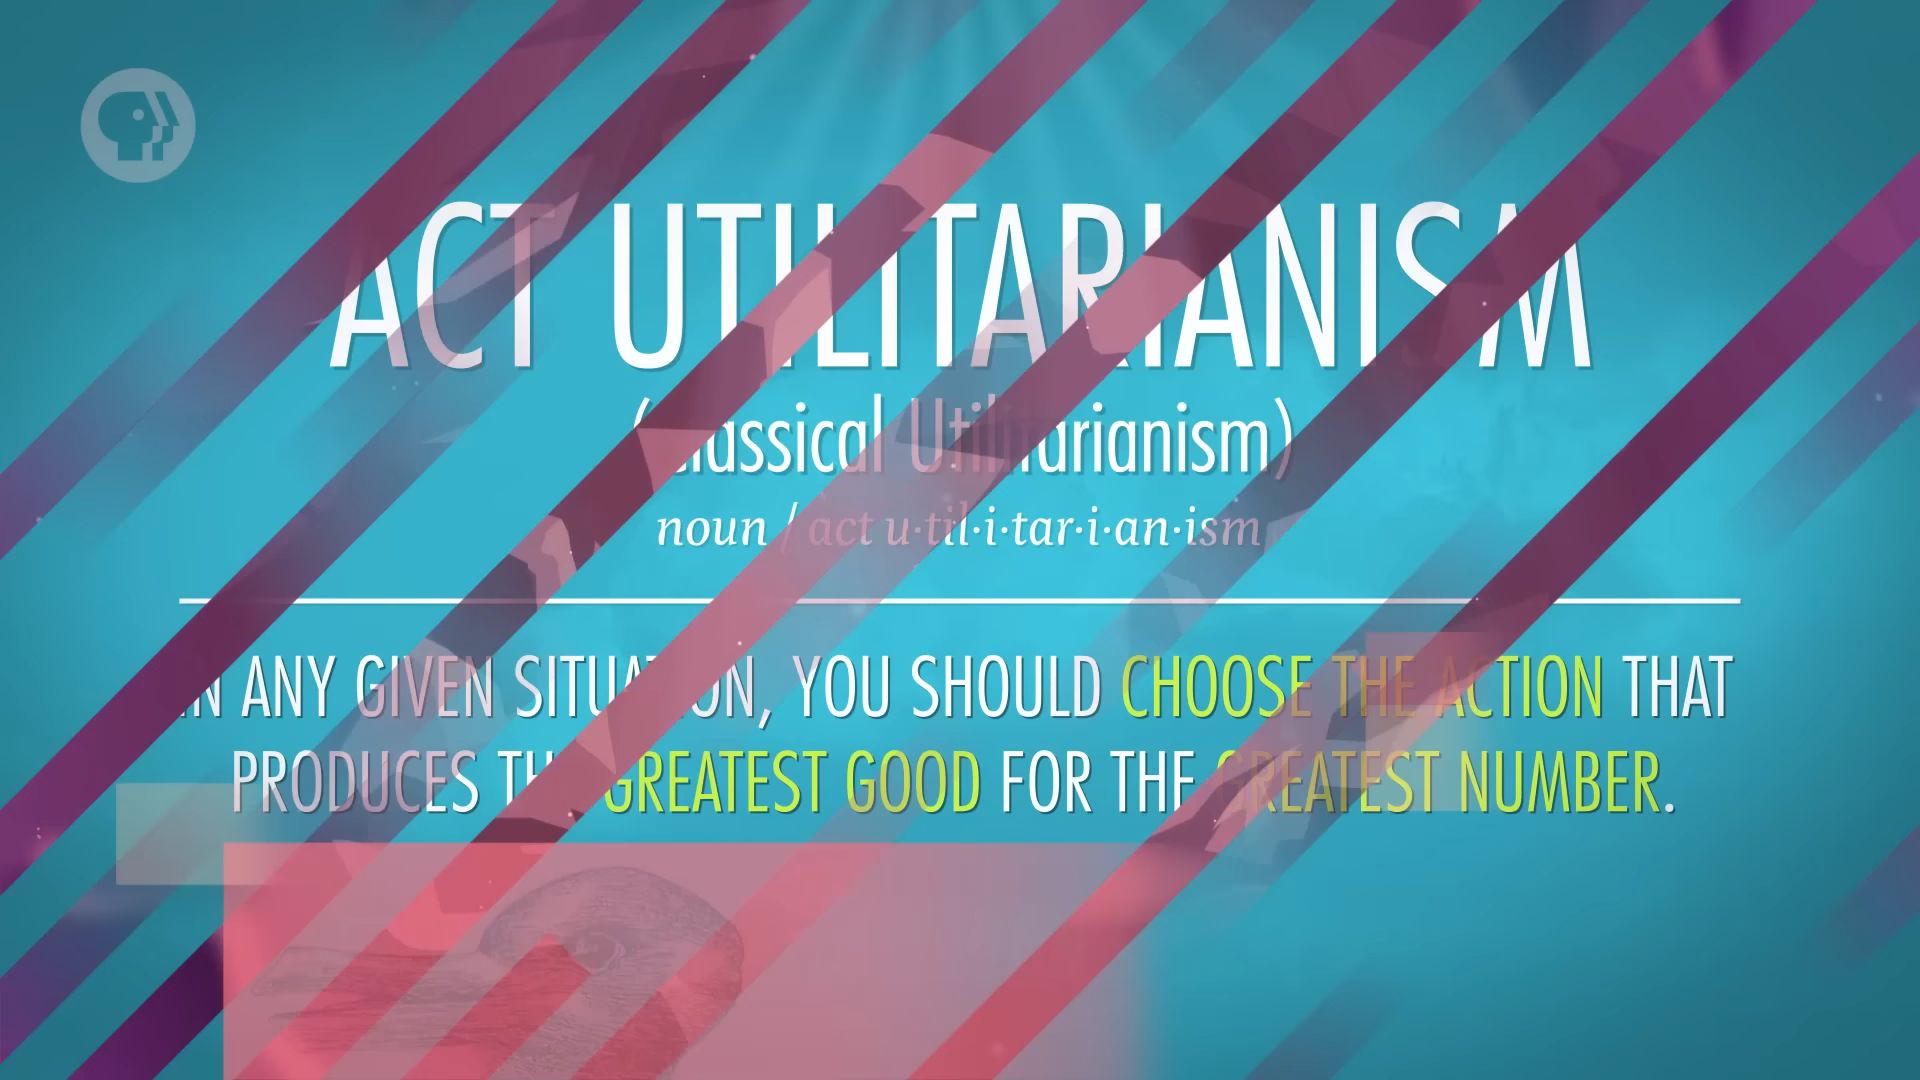 ACT UTILITARIANISM
(Classical Utilitarianism)
noun / act u·til·i·tar·i·an·ism
IN ANY GIVEN SITUATION, YOU SHOULD CHOOSE THE ACTION THAT
PRODUCES THE GREATEST GOOD FOR THE GREATEST NUMBER.